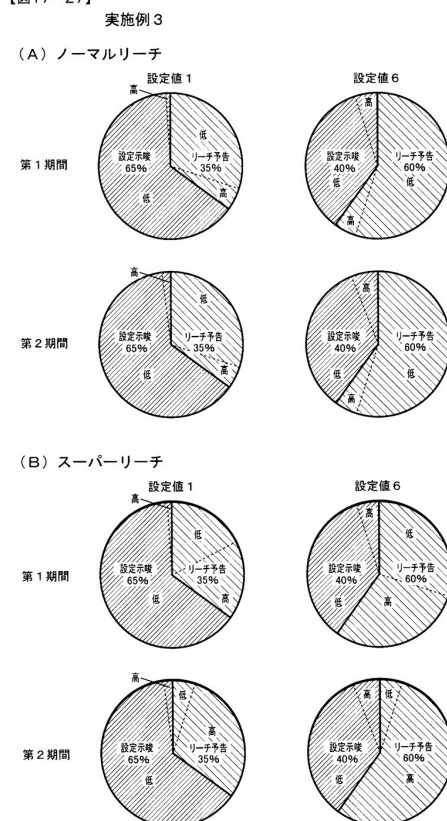 【図17-27】
実施例3
(A)ノーマルリーチ
設定値1
設定値6
第1期間
高
低
設定示唆
65%
リーチ予告
35%
低
高
高
設定示唆
40%
リーチ予告
60%
低
低
高
第2期間
高
低
設定示唆
65%
リーチ予告
35%
低
高
高
設定示唆
40%
リーチ予告
60%
低
低
高
(B)スーパーリーチ
設定値1
設定値6
第1期間
高
低
設定示唆
65%
リーチ予告
35%
低
高
高
低
設定示唆
40%
リーチ予告
60%
低
高
第2期間
高
低
設定示唆
65%
高
リーチ予告
35%
低
高
低
設定示唆
40%
リーチ予告
60%
低
高